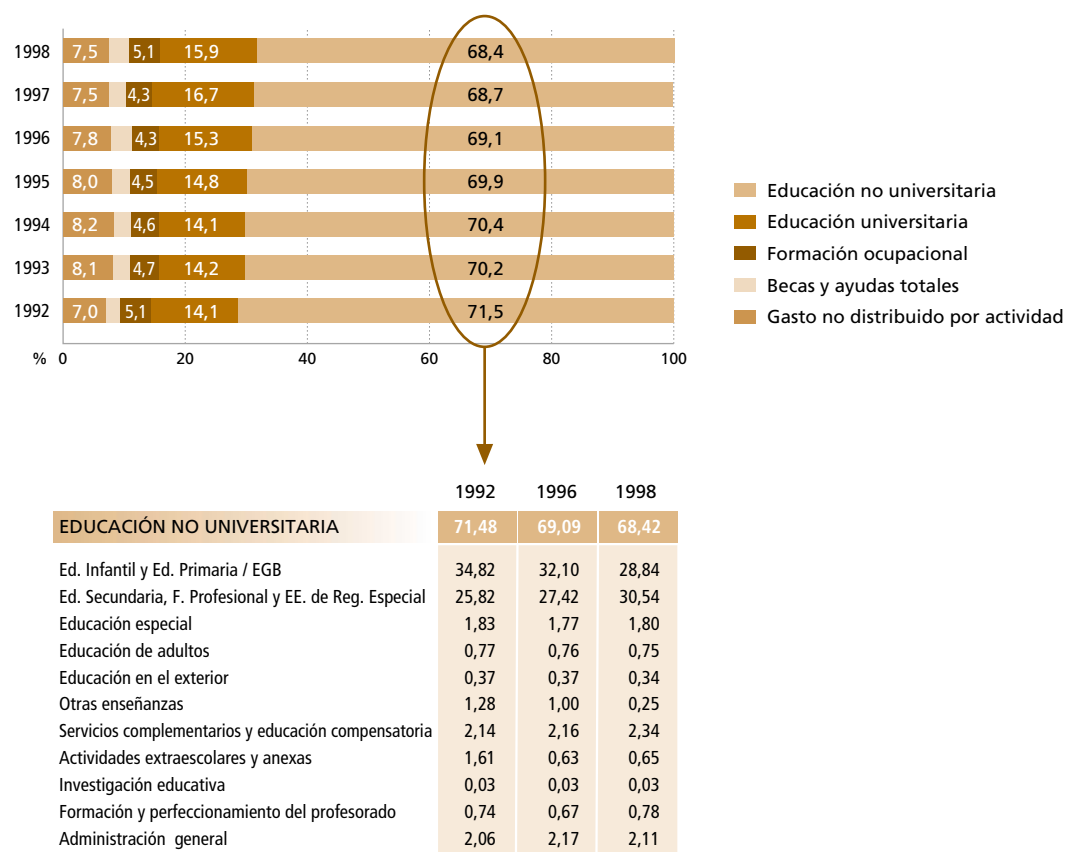 1998 7,5 5,1 15,9 68,4
1997 7,5 4,3 16,7 68,7
1996 7,8 4,3 15,3 69,1
1995 8,0 4,5 14,8 69,9
1994 8,2 4,6 14,1 70,4
1993 8,1 4,7 14,2 70,2
1992 7,0 5,1 14,1 71,5
% 0 20 40 60 80 100
Educación no universitaria
Educación universitaria
Formación ocupacional
Becas y ayudas totales
Gasto no distribuido por actividad
1992 1996 1998
EDUCACIÓN NO UNIVERSITARIA 71,48 69,09 68,42
Ed. Infantil y Ed. Primaria / EGB 34,82 32,10 28,84
Ed. Secundaria, F. Profesional y EE. de Reg. Especial 25,82 27,42 30,54
Educación especial 1,83 1,77 1,80
Educación de adultos 0,77 0,76 0,75
Educación en el exterior 0,37 0,37 0,34
Otras enseñanzas 1,28 1,00 0,25
Servicios complementarios y educación compensatoria 2,14 2,16 2,34
Actividades extraescolares y anexas 1,61 0,63 0,65
Investigación educativa 0,03 0,03 0,03
Formación y perfeccionamiento del profesorado 0,74 0,67 0,78
Administración general 2,06 2,17 2,11